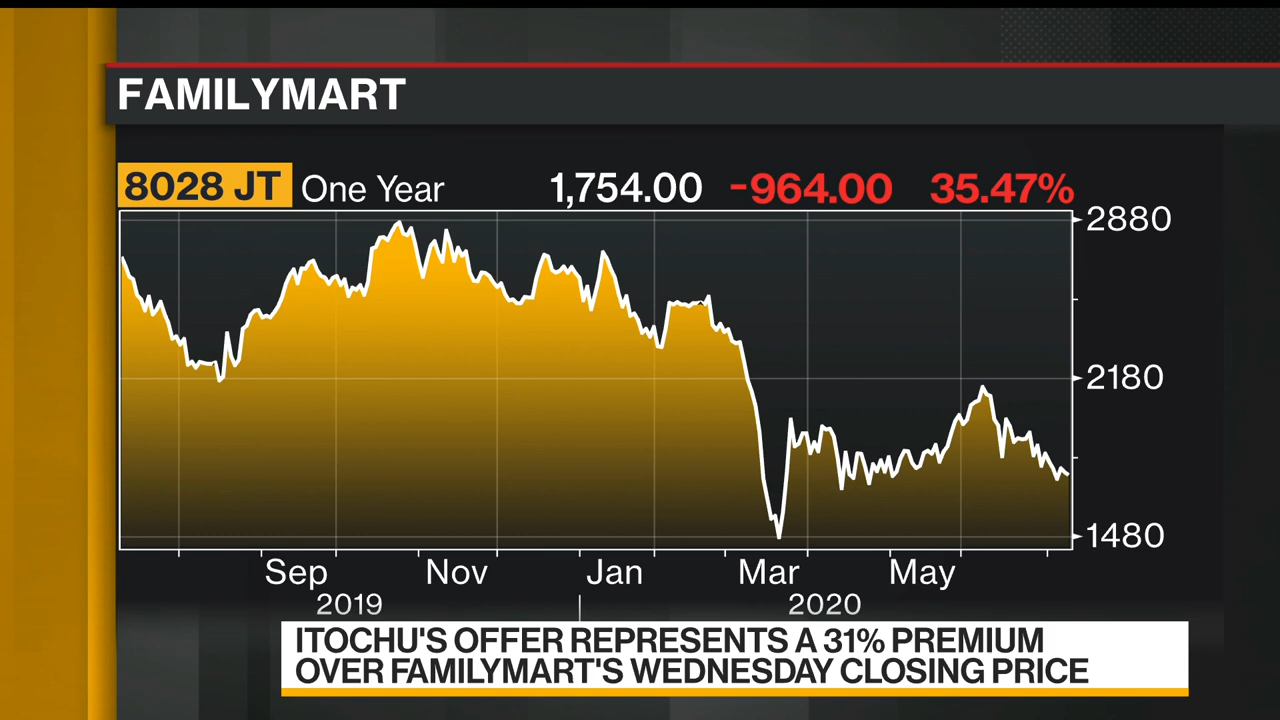 FAMILYMART
8028 JT One Year 1,754.00 -964.00 35.47%
2880
2180
1480
Sep Nov Jan Mar May
2019 2020
ITOCHU'S OFFER REPRESENTS A 31% PREMIUM
OVER FAMILYMART'S WEDNESDAY CLOSING PRICE